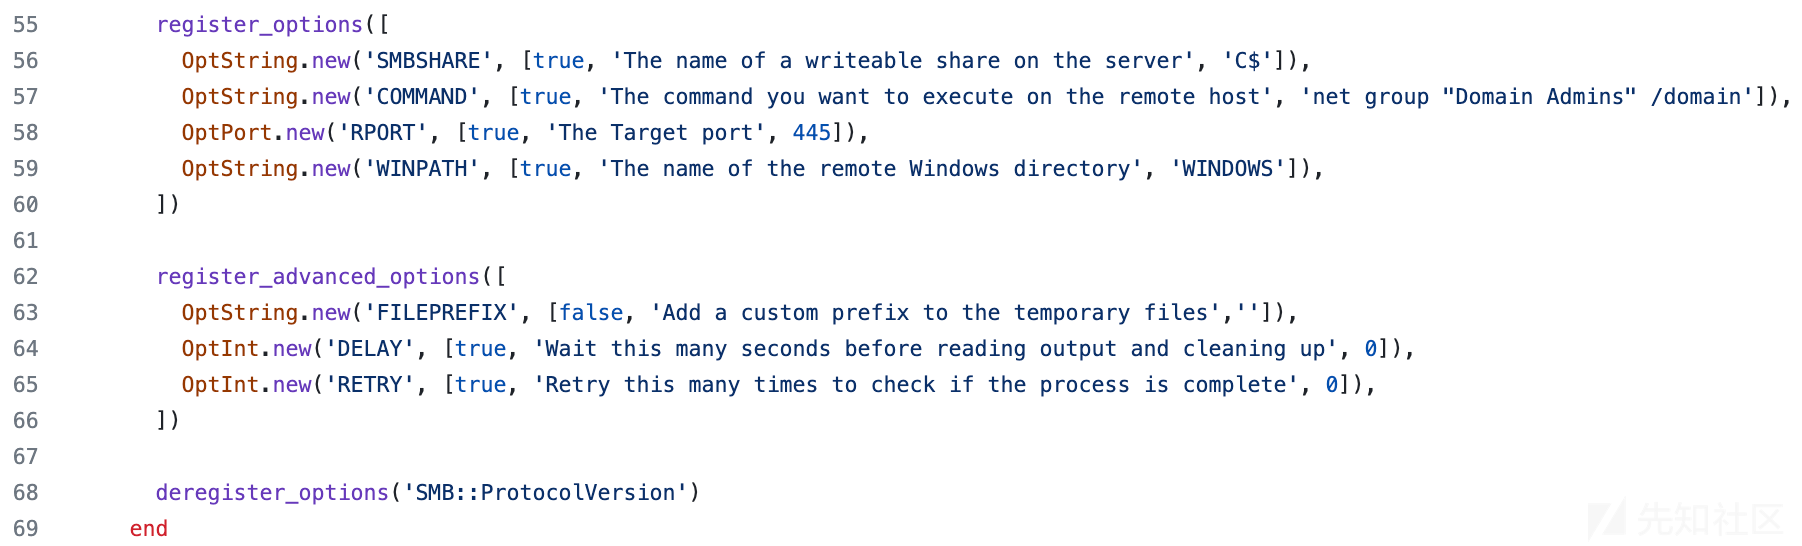 55 register_options([
56 OptString.new('SMBSHARE', [true, 'The name of a writeable share on the server', 'C$']),
57 OptString.new('COMMAND', [true, 'The command you want to execute on the remote host', 'net group "Domain Admins" /domain']),
58 OptPort.new('RPORT', [true, 'The Target port', 445]),
59 OptString.new('WINPATH', [true, 'The name of the remote Windows directory', 'WINDOWS']),
60 ])
61
62 register_advanced_options([
63 OptString.new('FILEPREFIX', [false, 'Add a custom prefix to the temporary files','']),
64 OptInt.new('DELAY', [true, 'Wait this many seconds before reading output and cleaning up', 0]),
65 OptInt.new('RETRY', [true, 'Retry this many times to check if the process is complete', 0]),
66 ])
67
68 deregister_options('SMB::ProtocolVersion')
69 end
先知社区